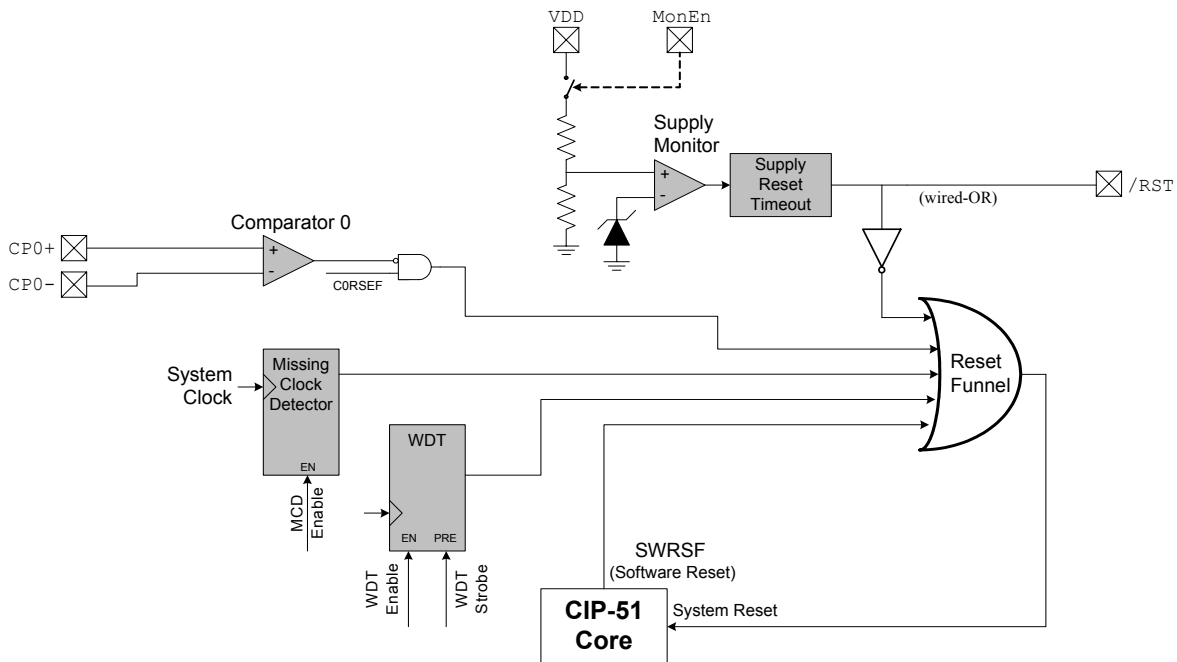 VDD
MonEn
Supply
Monitor
Supply
Reset
Timeout
(wired-OR)
/RST
Comparator 0
+
-
+
-
CP0+
CP0-
C0RSEF
System
Clock
Missing
Clock
Detector
EN
MCD
Enable
WDT
EN
PRE
WDT
Enable
WDT
Strobe
Reset
Funnel
SWRSF
(Software Reset)
CIP-51
Core
System Reset